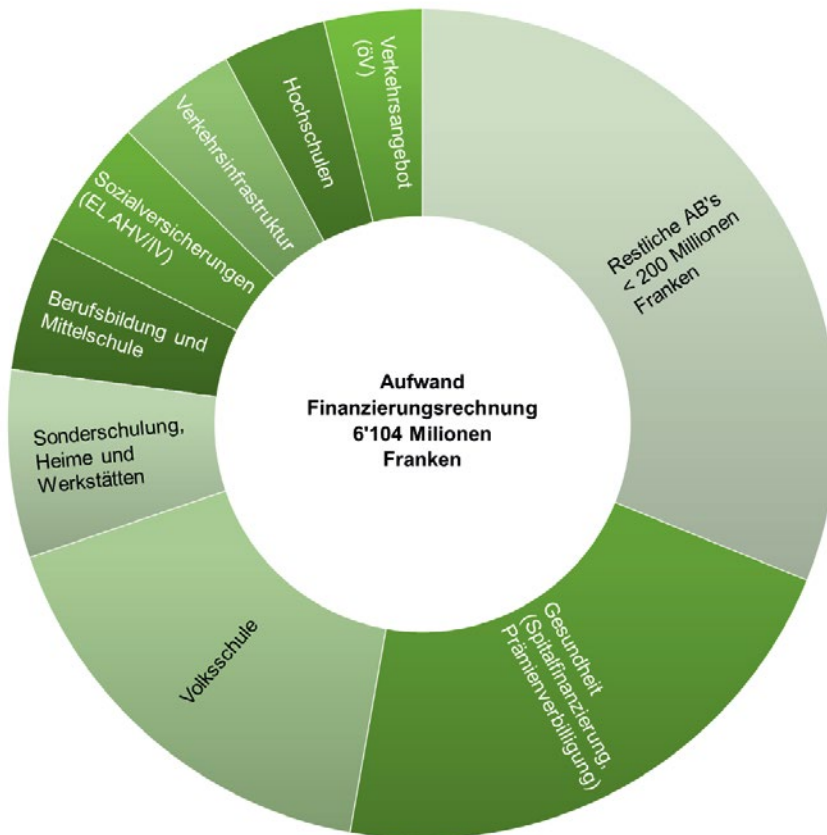 Verkehrsangebot
(öV)
Hochschulen
Verkehrsinfrastruktur
Sozialversicherungen
(EL AHV/IV)
Berufsbildung und
Mittelschule
Sonderschulung,
Heime und
Werkstätten
Volksschule
Gesundheit
(Spitalfinanzierung,
Prämienverbilligung)
Restliche AB's
< 200 Millionen
Franken
Aufwand
Finanzierungsrechnung
6'104 Milionen
Franken